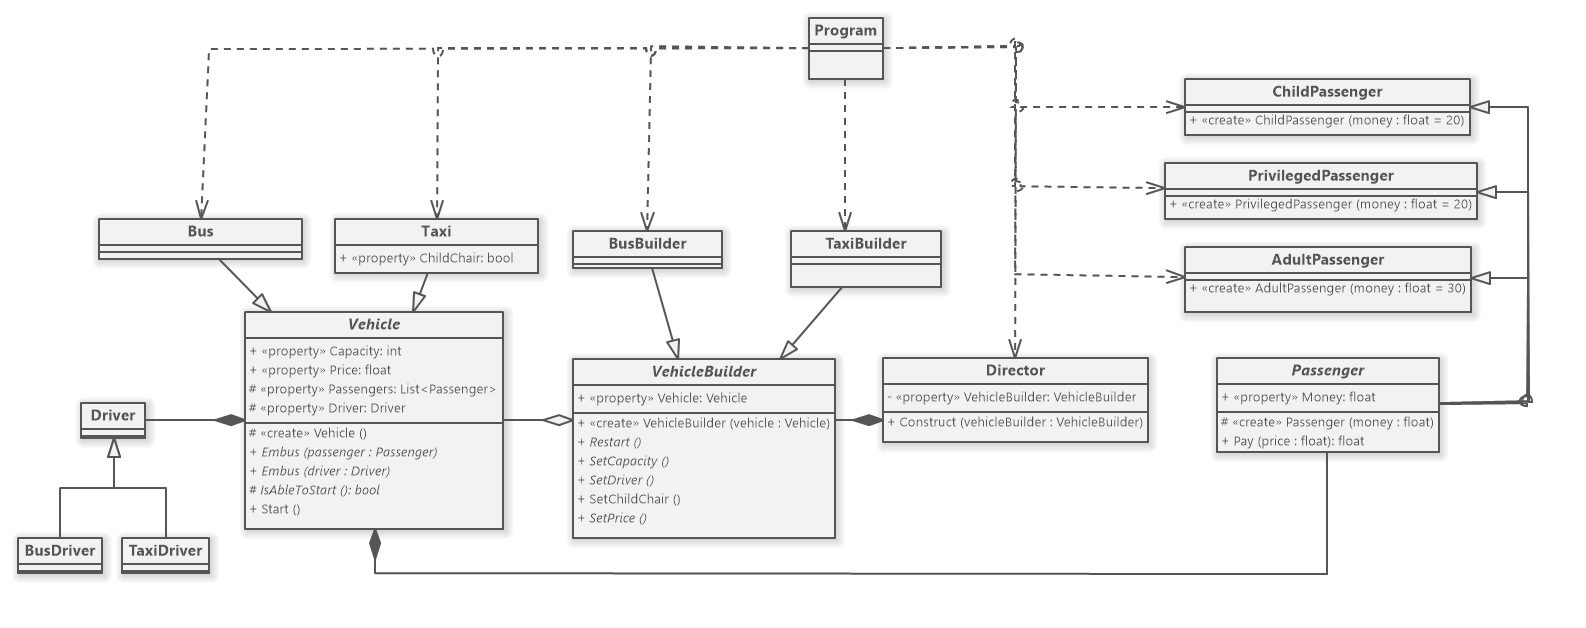 Program
ChildPassenger
+ «create» ChildPassenger (money : float = 20)
PrivilegedPassenger
+ «create» PrivilegedPassenger (money : float = 20)
AdultPassenger
+ «create» AdultPassenger (money : float = 30)
Bus
Taxi
+ «property» ChildChair: bool
BusBuilder
TaxiBuilder
Vehicle
+ «property» Capacity: int
+ «property» Price: float
# «property» Passengers: List<Passenger>
# «property» Driver: Driver
# «create» Vehicle ()
+ Embus (passenger : Passenger)
+ Embus (driver : Driver)
# IsAbleToStart (): bool
+ Start ()
VehicleBuilder
+ «property» Vehicle: Vehicle
+ «create» VehicleBuilder (vehicle : Vehicle)
+ Restart ()
+ SetCapacity ()
+ SetDriver ()
+ SetChildChair ()
+ SetPrice ()
Director
- «property» VehicleBuilder: VehicleBuilder
+ Construct (vehicleBuilder : VehicleBuilder)
Passenger
+ «property» Money: float
# «create» Passenger (money : float)
+ Pay (price : float): float
Driver
BusDriver
TaxiDriver